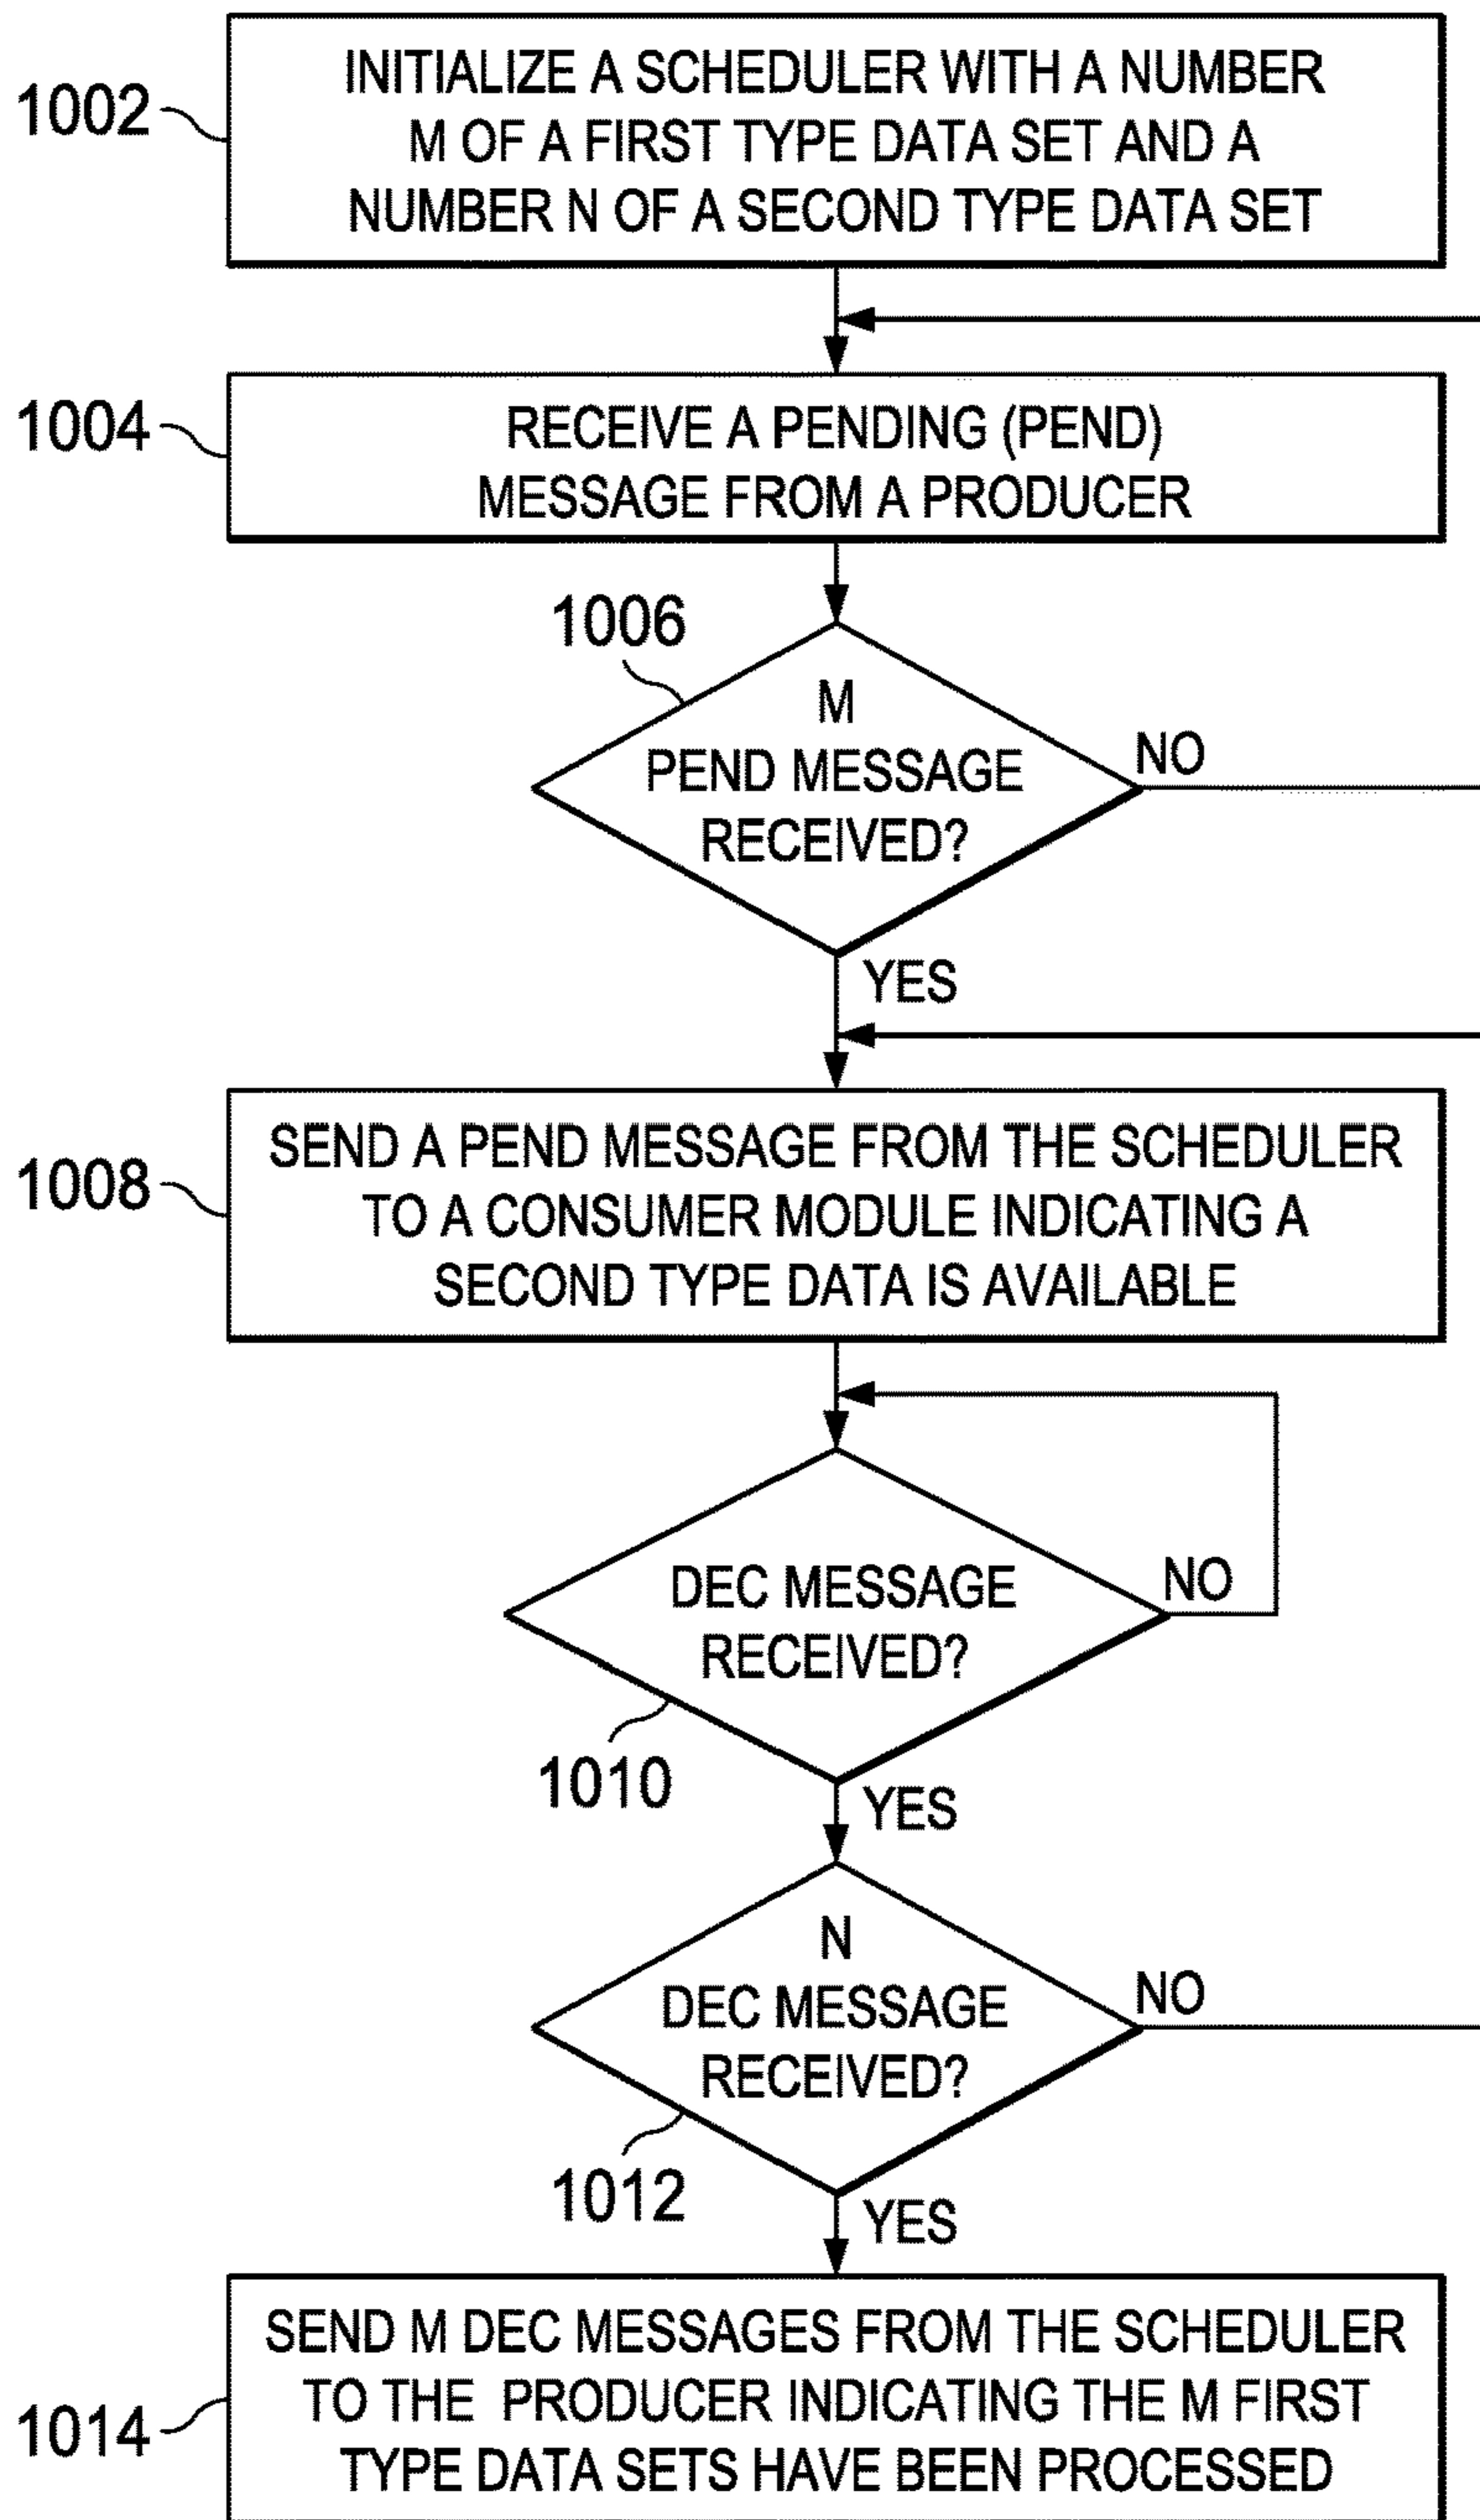 1002
INITIALIZE A SCHEDULER WITH A NUMBER
M OF A FIRST TYPE DATA SET AND A
NUMBER N OF A SECOND TYPE DATA SET
1004
RECEIVE A PENDING (PEND)
MESSAGE FROM A PRODUCER
1006
M
PEND MESSAGE
RECEIVED?
NO
YES
1008
SEND A PEND MESSAGE FROM THE SCHEDULER
TO A CONSUMER MODULE INDICATING A
SECOND TYPE DATA IS AVAILABLE
DEC MESSAGE
RECEIVED?
NO
1010
YES
N
DEC MESSAGE
RECEIVED?
NO
1012
YES
1014
SEND M DEC MESSAGES FROM THE SCHEDULER
TO THE PRODUCER INDICATING THE M FIRST
TYPE DATA SETS HAVE BEEN PROCESSED